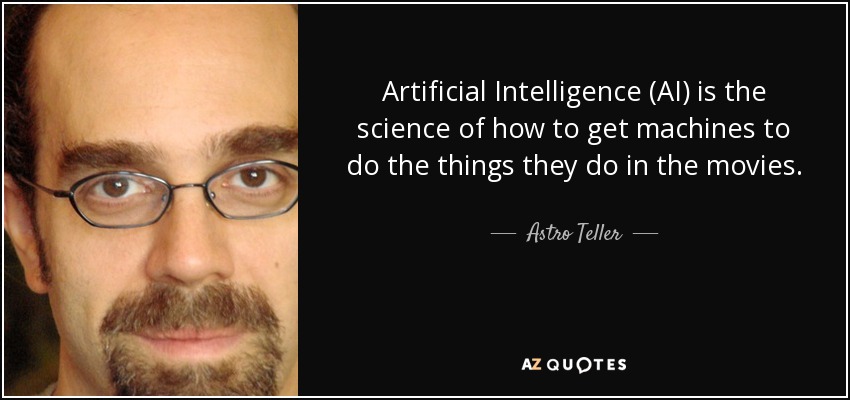 Artificial Intelligence (AI) is the
science of how to get machines to
do the things they do in the movies.
Astro Teller
AZ QUOTES